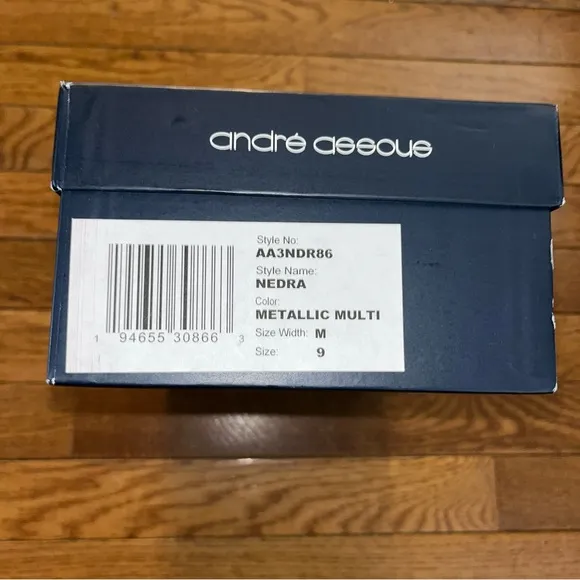 andré assous
Style No:
AA3NDR86
Style Name:
NEDRA
Color:
METALLIC MULTI
Size Width: M
Size: 9
1 94655 30866 3